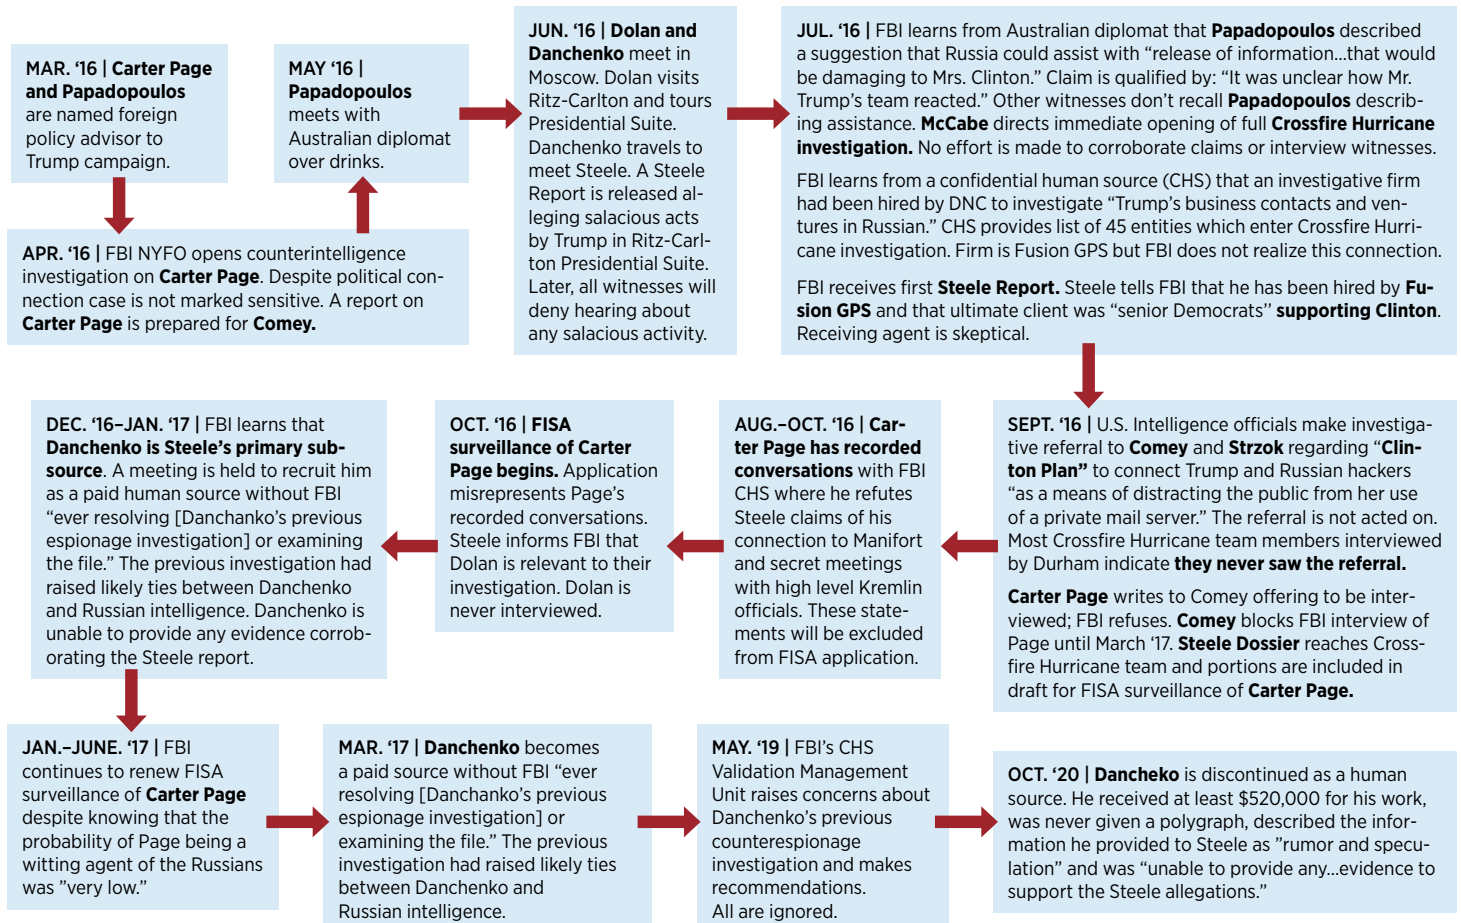 MAR. ‘16 | Carter Page
and Papadopoulos
are named foreign
policy advisor to
Trump campaign.
APR. ‘16 | FBI NYFO opens counterintelligence
investigation on Carter Page. Despite political con-
nection case is not marked sensitive. A report on
Carter Page is prepared for Comey.
MAY ‘16 |
Papadopoulos
meets with
Australian diplomat
over drinks.
JUN. ‘16 | Dolan and
Danchenko meet in
Moscow. Dolan visits
Ritz-Carlton and tours
Presidential Suite.
Danchenko travels to
meet Steele. A Steele
Report is released al-
leging salacious acts
by Trump in Ritz-Carl-
ton Presidential Suite.
Later, all witnesses will
deny hearing about
any salacious activity.
JUL. ‘16 | FBI learns from Australian diplomat that Papadopoulos described
a suggestion that Russia could assist with “release of information...that would
be damaging to Mrs. Clinton.” Claim is qualified by: “It was unclear how Mr.
Trump’s team reacted.” Other witnesses don’t recall Papadopoulos describ-
ing assistance. McCabe directs immediate opening of full Crossfire Hurricane
investigation. No effort is made to corroborate claims or interview witnesses.
FBI learns from a confidential human source (CHS) that an investigative firm
had been hired by DNC to investigate “Trump’s business contacts and ven-
tures in Russian.” CHS provides list of 45 entities which enter Crossfire Hurri-
cane investigation. Firm is Fusion GPS but FBI does not realize this connection.
FBI receives first Steele Report. Steele tells FBI that he has been hired by Fu-
sion GPS and that ultimate client was “senior Democrats’’ supporting Clinton.
Receiving agent is skeptical.
SEPT. ‘16 | U.S. Intelligence officials make investiga-
tive referral to Comey and Strzok regarding “Clin-
ton Plan” to connect Trump and Russian hackers
“as a means of distracting the public from her use
of a private mail server.” The referral is not acted on.
Most Crossfire Hurricane team members interviewed
by Durham indicate they never saw the referral.
Carter Page writes to Comey offering to be inter-
viewed; FBI refuses. Comey blocks FBI interview of
Page until March ‘17. Steele Dossier reaches Cross-
fire Hurricane team and portions are included in
draft for FISA surveillance of Carter Page.
AUG.–OCT. ‘16 | Car-
ter Page has recorded
conversations with FBI
CHS where he refutes
Steele claims of his
connection to Manifort
and secret meetings
with high level Kremlin
officials. These state-
ments will be excluded
from FISA application.
OCT. ‘16 | FISA
surveillance of Carter
Page begins. Application
misrepresents Page’s
recorded conversations.
Steele informs FBI that
Dolan is relevant to their
investigation. Dolan is
never interviewed.
DEC. ‘16–JAN. ‘17 | FBI learns that
Danchenko is Steele’s primary sub-
source. A meeting is held to recruit him
as a paid human source without FBI
“ever resolving [Danchanko’s previous
espionage investigation] or examining
the file.” The previous investigation had
raised likely ties between Danchenko
and Russian intelligence. Danchenko is
unable to provide any evidence corrob-
orating the Steele report.
JAN.–JUNE. ‘17 | FBI
continues to renew FISA
surveillance of Carter Page
despite knowing that the
probability of Page being a
witting agent of the Russians
was ”very low.”
MAR. ‘17 | Danchenko becomes
a paid source without FBI “ever
resolving [Danchanko’s previous
espionage investigation] or
examining the file.” The previous
investigation had raised likely ties
between Danchenko and
Russian intelligence.
MAY. ‘19 | FBI’s CHS
Validation Management
Unit raises concerns about
Danchenko’s previous
counterespionage
investigation and makes
recommendations.
All are ignored.
OCT. ‘20 | Dancheko is discontinued as a human
source. He received at least $520,000 for his work,
was never given a polygraph, described the infor-
mation he provided to Steele as ”rumor and specu-
lation” and was “unable to provide any...evidence to
support the Steele allegations.”